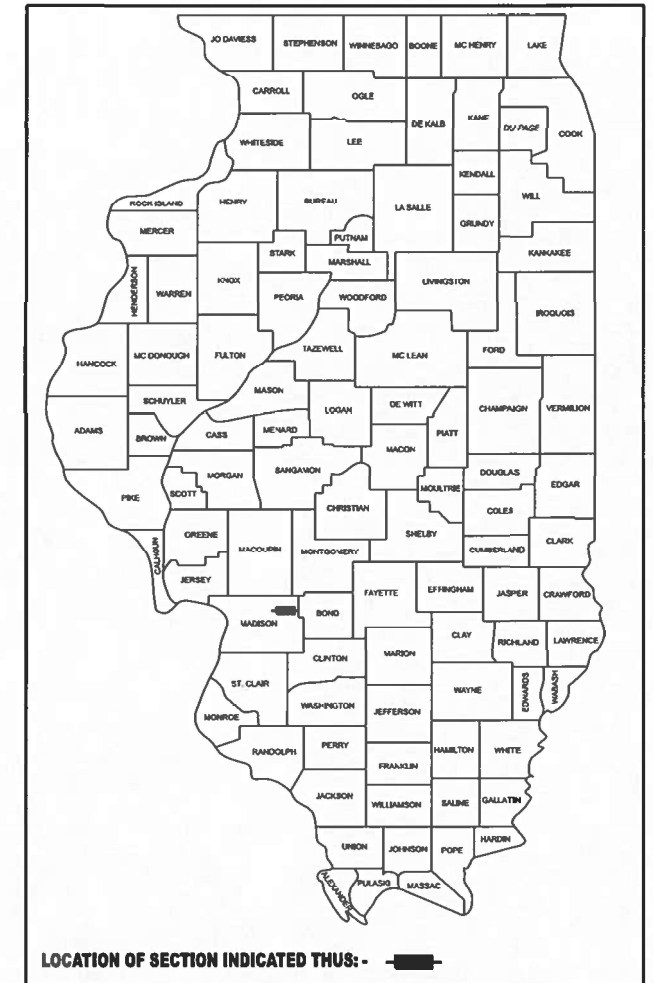 JO DAVIESS
STEPHENSON
WINNEBAGO
BOONE
MC HENRY
LAKE
CARROLL
OGLE
DE KALB
KANE
DU PAGE
COOK
WHITESIDE
LEE
KENDALL
WILL
ROCK ISLAND
HENRY
BUREAU
LA SALLE
GRUNDY
MERCER
PUTNAM
STARK
MARSHALL
KANKAKEE
HENDERSON
WARREN
KNOX
PEORIA
WOODFORD
LIVINGSTON
IROQUOIS
HANCOCK
MC DONOUGH
FULTON
TAZEWELL
MC LEAN
FORD
MASON
SCHUYLER
LOGAN
DE WITT
CHAMPAIGN
VERMILION
ADAMS
BROWN
CASS
MENARD
PIATT
MACON
PIKE
SCOTT
MORGAN
SANGAMON
CHRISTIAN
MOULTRIE
DOUGLAS
EDGAR
COLES
CALHOUN
GREENE
MACOUPIN
MONTGOMERY
SHELBY
CUMBERLAND
CLARK
JERSEY
FAYETTE
EFFINGHAM
JASPER
CRAWFORD
MADISON
BOND
CLAY
RICHLAND
LAWRENCE
CLINTON
MARION
ST. CLAIR
WAYNE
EDWARDS
WABASH
MONROE
WASHINGTON
JEFFERSON
RANDOLPH
PERRY
HAMILTON
WHITE
FRANKLIN
JACKSON
WILLIAMSON
SALINE
GALLATIN
UNION
JOHNSON
POPE
HARDIN
ALEXANDER
PULASKI
MASSAC
LOCATION OF SECTION INDICATED THUS: -